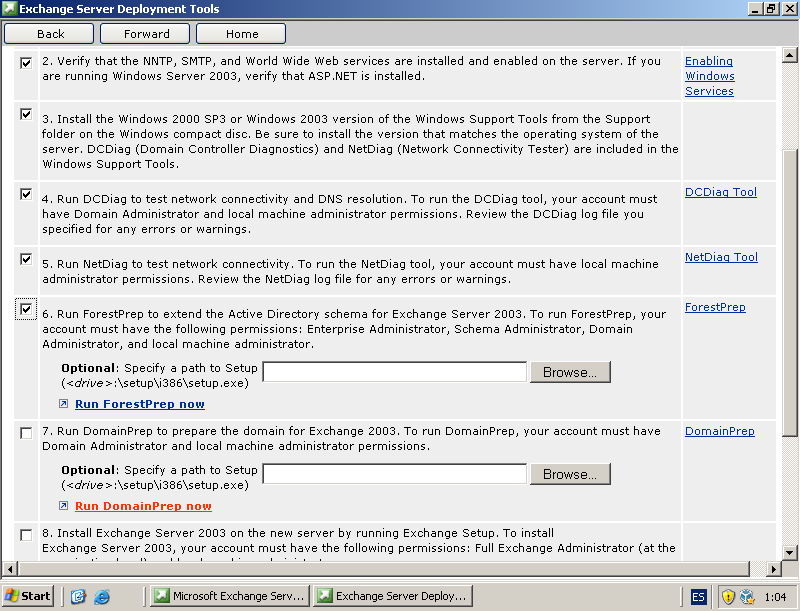 Exchange Server Deployment Tools
Back Forward Home
2. Verify that the NNTP, SMTP, and World Wide Web services are installed and enabled on the server. If you
are running Windows Server 2003, verify that ASP.NET is installed.
Enabling
Windows
Services
3. Install the Windows 2000 SP3 or Windows 2003 version of the Windows Support Tools from the Support
folder on the Windows compact disc. Be sure to install the version that matches the operating system of the
server. DCDiag (Domain Controller Diagnostics) and NetDiag (Network Connectivity Tester) are included in the
Windows Support Tools.
4. Run DCDiag to test network connectivity and DNS resolution. To run the DCDiag tool, your account must
have Domain Administrator and local machine administrator permissions. Review the DCDiag log file you
specified for any errors or warnings.
DCDiag Tool
5. Run NetDiag to test network connectivity. To run the NetDiag tool, your account must have local machine
administrator permissions. Review the NetDiag log file for any errors or warnings.
NetDiag Tool
6. Run ForestPrep to extend the Active Directory schema for Exchange Server 2003. To run ForestPrep, your
account must have the following permissions: Enterprise Administrator, Schema Administrator, Domain
Administrator, and local machine administrator.
ForestPrep
Optional: Specify a path to Setup
(<drive>:\setup\i386\setup.exe)
Browse...
Run ForestPrep now
7. Run DomainPrep to prepare the domain for Exchange 2003. To run DomainPrep, your account must have
Domain Administrator and local machine administrator permissions.
DomainPrep
Optional: Specify a path to Setup
(<drive>:\setup\i386\setup.exe)
Browse...
Run DomainPrep now
8. Install Exchange Server 2003 on the new server by running Exchange Setup. To install
Exchange Server 2003, your account must have the following permissions: Full Exchange Administrator (at the
Start Microsoft Exchange Serv... Exchange Server Deploy... ES 1:04